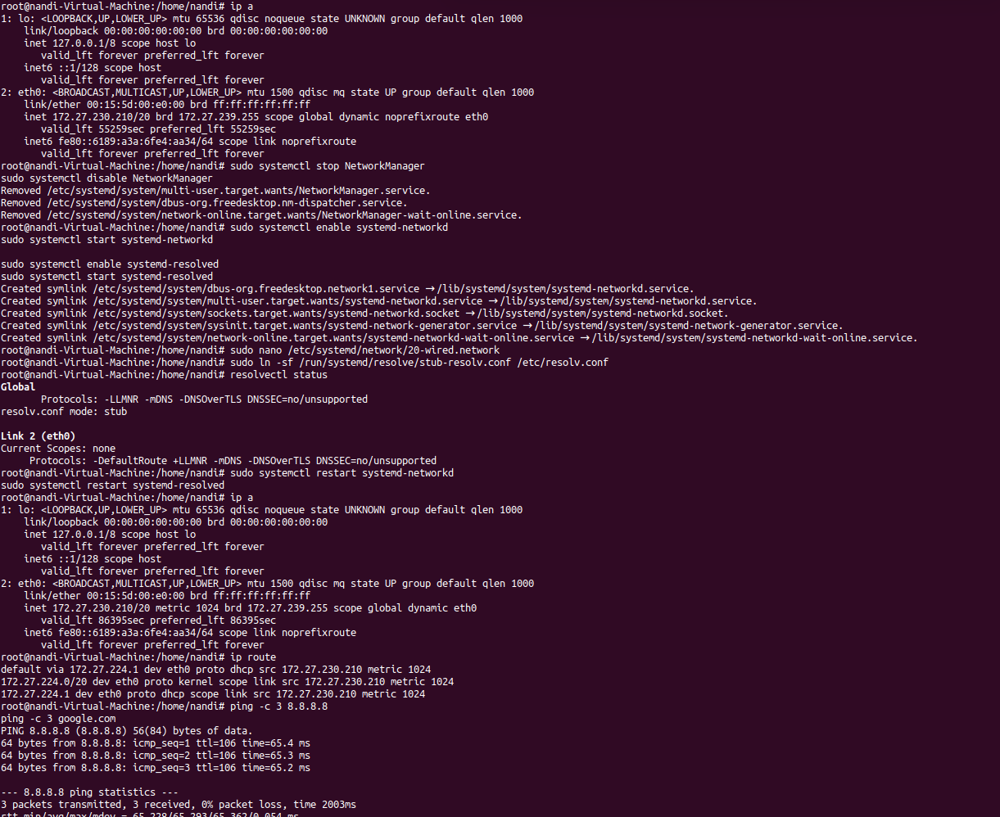 root@nandi-Virtual-Machine:/home/nandi# ip a
1: lo: <LOOPBACK,UP,LOWER_UP> mtu 65536 qdisc noqueue state UNKNOWN group default qlen 1000
    link/loopback 00:00:00:00:00:00 brd 00:00:00:00:00:00
    inet 127.0.0.1/8 scope host lo
       valid_lft forever preferred_lft forever
    inet6 ::1/128 scope host
       valid_lft forever preferred_lft forever
2: eth0: <BROADCAST,MULTICAST,UP,LOWER_UP> mtu 1500 qdisc mq state UP group default qlen 1000
    link/ether 00:15:5d:00:e0:00 brd ff:ff:ff:ff:ff:ff
    inet 172.27.230.210/20 brd 172.27.239.255 scope global dynamic noprefixroute eth0
       valid_lft 55259sec preferred_lft 55259sec
    inet6 fe80::6189:a3a:6fe4:aa34/64 scope link noprefixroute
       valid_lft forever preferred_lft forever
root@nandi-Virtual-Machine:/home/nandi# sudo systemctl stop NetworkManager
sudo systemctl disable NetworkManager
Removed /etc/systemd/system/multi-user.target.wants/NetworkManager.service.
Removed /etc/systemd/system/dbus-org.freedesktop.nm-dispatcher.service.
Removed /etc/systemd/system/network-online.target.wants/NetworkManager-wait-online.service.
root@nandi-Virtual-Machine:/home/nandi# sudo systemctl enable systemd-networkd
sudo systemctl start systemd-networkd

sudo systemctl enable systemd-resolved
sudo systemctl start systemd-resolved
Created symlink /etc/systemd/system/dbus-org.freedesktop.network1.service → /lib/systemd/system/systemd-networkd.service.
Created symlink /etc/systemd/system/multi-user.target.wants/systemd-networkd.service → /lib/systemd/system/systemd-networkd.service.
Created symlink /etc/systemd/system/sockets.target.wants/systemd-networkd.socket → /lib/systemd/system/systemd-networkd.socket.
Created symlink /etc/systemd/system/sysinit.target.wants/systemd-network-generator.service → /lib/systemd/system/systemd-network-generator.service.
Created symlink /etc/systemd/system/network-online.target.wants/systemd-networkd-wait-online.service → /lib/systemd/system/systemd-networkd-wait-online.service.
root@nandi-Virtual-Machine:/home/nandi# sudo nano /etc/systemd/network/20-wired.network
root@nandi-Virtual-Machine:/home/nandi# sudo ln -sf /run/systemd/resolve/stub-resolv.conf /etc/resolv.conf
root@nandi-Virtual-Machine:/home/nandi# resolvectl status
Global
       Protocols: -LLMNR -mDNS -DNSOverTLS DNSSEC=no/unsupported
resolv.conf mode: stub

Link 2 (eth0)
Current Scopes: none
     Protocols: -DefaultRoute +LLMNR -mDNS -DNSOverTLS DNSSEC=no/unsupported
root@nandi-Virtual-Machine:/home/nandi# sudo systemctl restart systemd-networkd
sudo systemctl restart systemd-resolved
root@nandi-Virtual-Machine:/home/nandi# ip a
1: lo: <LOOPBACK,UP,LOWER_UP> mtu 65536 qdisc noqueue state UNKNOWN group default qlen 1000
    link/loopback 00:00:00:00:00:00 brd 00:00:00:00:00:00
    inet 127.0.0.1/8 scope host lo
       valid_lft forever preferred_lft forever
    inet6 ::1/128 scope host
       valid_lft forever preferred_lft forever
2: eth0: <BROADCAST,MULTICAST,UP,LOWER_UP> mtu 1500 qdisc mq state UP group default qlen 1000
    link/ether 00:15:5d:00:e0:00 brd ff:ff:ff:ff:ff:ff
    inet 172.27.230.210/20 metric 1024 brd 172.27.239.255 scope global dynamic eth0
       valid_lft 86395sec preferred_lft 86395sec
    inet6 fe80::6189:a3a:6fe4:aa34/64 scope link noprefixroute
       valid_lft forever preferred_lft forever
root@nandi-Virtual-Machine:/home/nandi# ip route
default via 172.27.224.1 dev eth0 proto dhcp src 172.27.230.210 metric 1024
172.27.224.0/20 dev eth0 proto kernel scope link src 172.27.230.210 metric 1024
172.27.224.1 dev eth0 proto dhcp scope link src 172.27.230.210 metric 1024
root@nandi-Virtual-Machine:/home/nandi# ping -c 3 8.8.8.8
ping -c 3 google.com
PING 8.8.8.8 (8.8.8.8) 56(84) bytes of data.
64 bytes from 8.8.8.8: icmp_seq=1 ttl=106 time=65.4 ms
64 bytes from 8.8.8.8: icmp_seq=2 ttl=106 time=65.3 ms
64 bytes from 8.8.8.8: icmp_seq=3 ttl=106 time=65.2 ms

--- 8.8.8.8 ping statistics ---
3 packets transmitted, 3 received, 0% packet loss, time 2003ms
rtt min/avg/max/mdev = 65.228/65.293/65.362/0.054 ms